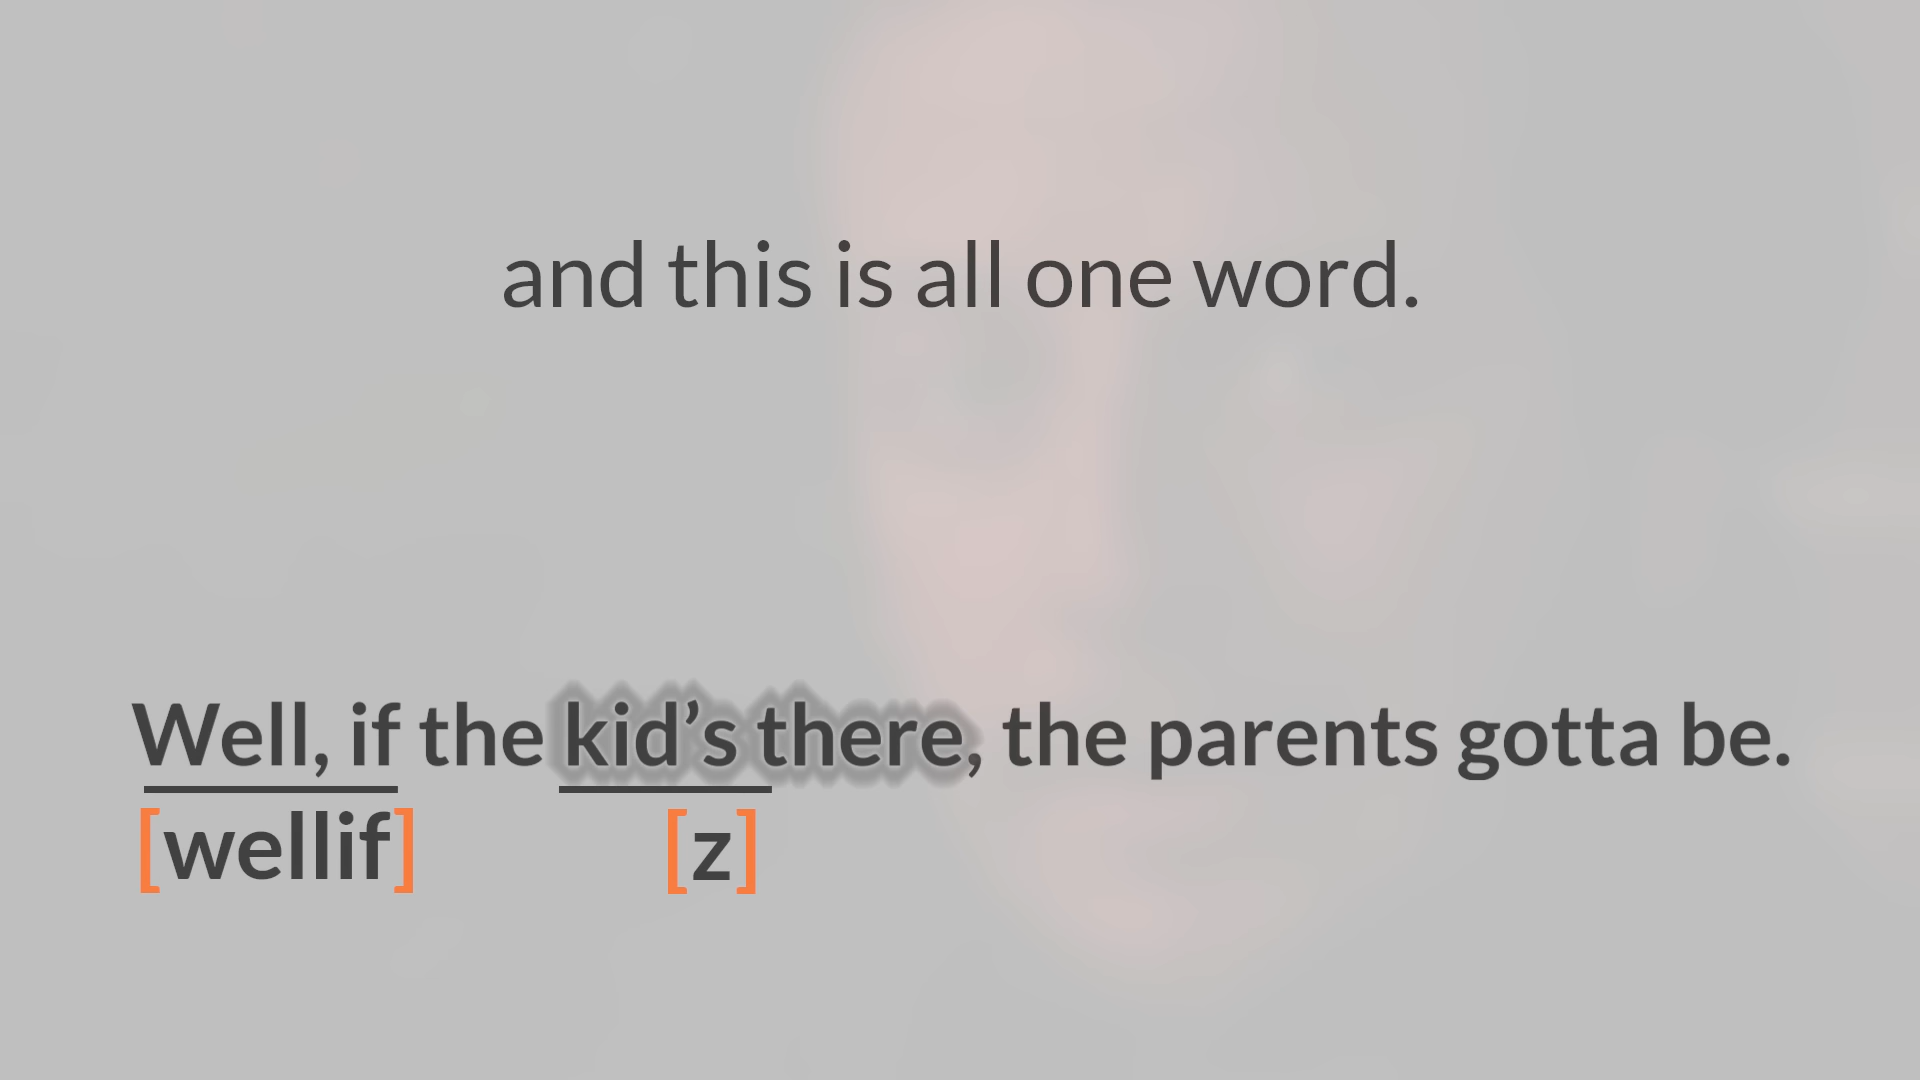 and this is all one word.
Well, if the kid’s there, the parents gotta be.
[wellif] [z]